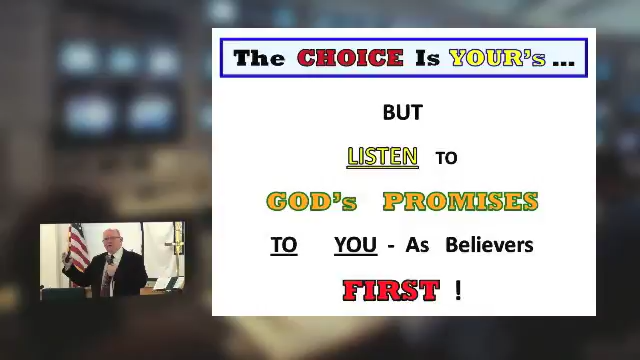 The CHOICE Is YOUR's ...
BUT
LISTEN TO
GOD's PROMISES
TO YOU - As Believers
FIRST !